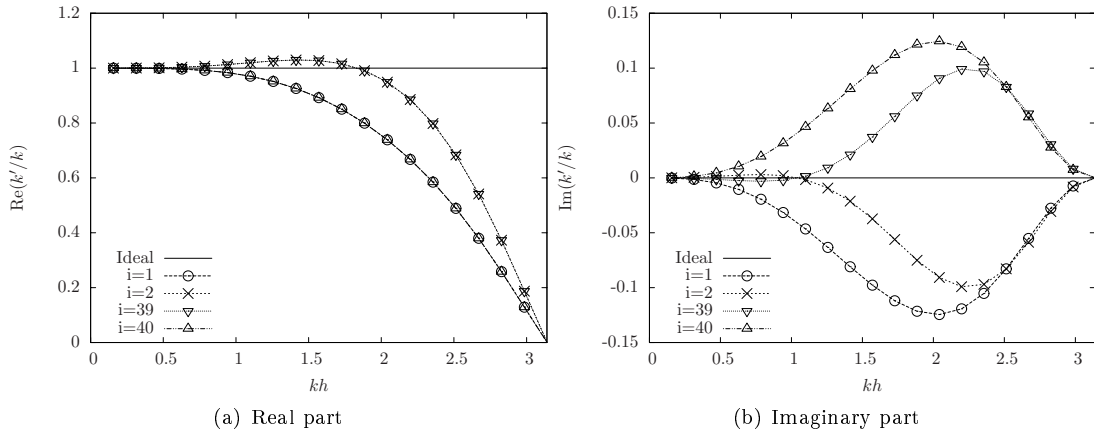 1.2
1
0.8
0.6
0.4
0.2
0
Re(k′/k)
Ideal
i=1
i=2
i=39
i=40
0 0.5 1 1.5 2 2.5 3
kh
(a) Real part
0.15
0.1
0.05
0
-0.05
-0.1
-0.15
Im(k′/k)
Ideal
i=1
i=2
i=39
i=40
0 0.5 1 1.5 2 2.5 3
kh
(b) Imaginary part